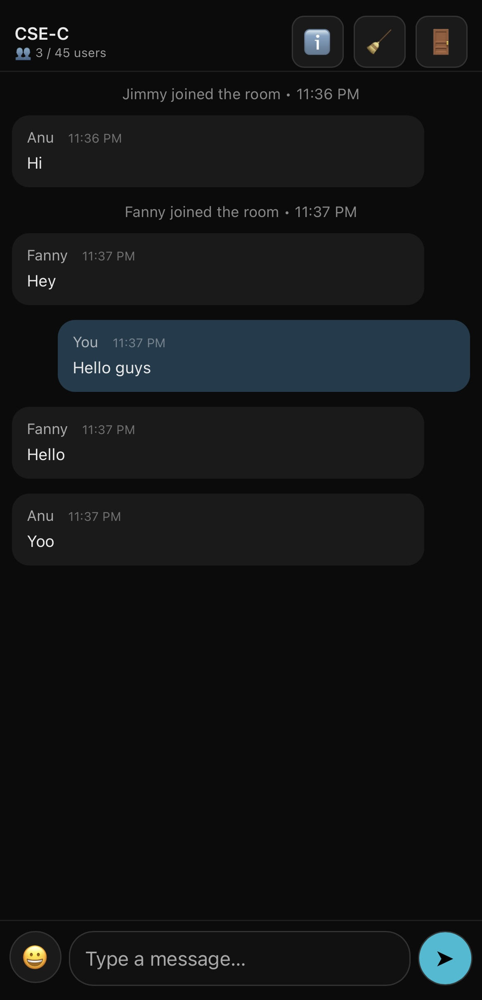 CSE-C
3 / 45 users
Jimmy joined the room • 11:36 PM
Anu 11:36 PM
Hi
Fanny joined the room • 11:37 PM
Fanny 11:37 PM
Hey
You 11:37 PM
Hello guys
Fanny 11:37 PM
Hello
Anu 11:37 PM
Yoo
Type a message...